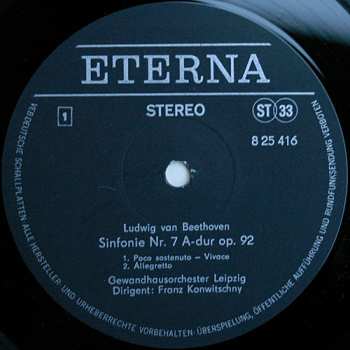 ETERNA
1
STEREO
ST 33
8 25 416
Ludwig van Beethoven
Sinfonie Nr. 7 A-dur op. 92
1. Poco sostenuto – Vivace
2. Allegretto
Gewandhausorchester Leipzig
Dirigent: Franz Konwitschny
VEB DEUTSCHE SCHALLPLATTEN ALLE HERSTELLER- UND URHEBERRECHTE VORBEHALTEN · ÜBERSPIELUNG, ÖFFENTLICHE AUFFÜHRUNG UND RUNDFUNKSENDUNG VERBOTEN